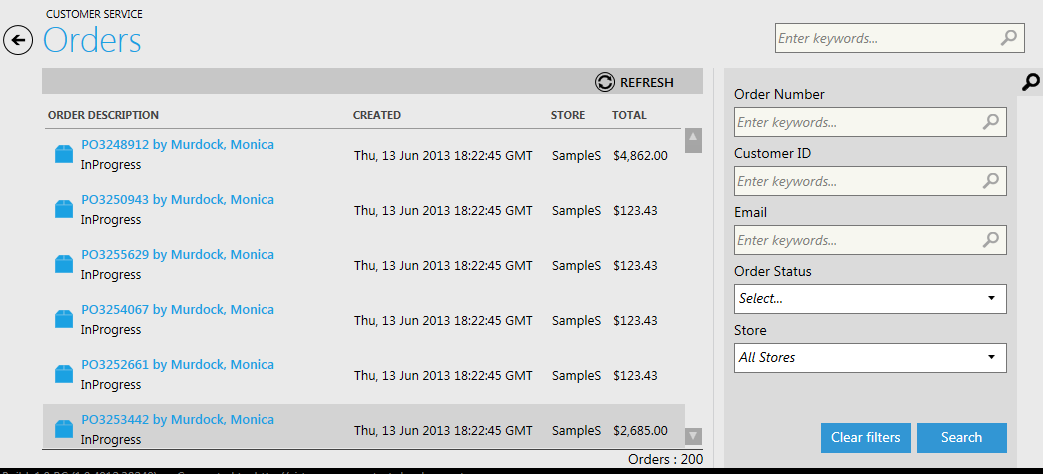 CUSTOMER SERVICE
Orders
Enter keywords...
REFRESH
ORDER DESCRIPTION CREATED STORE TOTAL
PO3248912 by Murdock, Monica
InProgress
Thu, 13 Jun 2013 18:22:45 GMT SampleS $4,862.00
PO3250943 by Murdock, Monica
InProgress
Thu, 13 Jun 2013 18:22:45 GMT SampleS $123.43
PO3255629 by Murdock, Monica
InProgress
Thu, 13 Jun 2013 18:22:45 GMT SampleS $123.43
PO3254067 by Murdock, Monica
InProgress
Thu, 13 Jun 2013 18:22:45 GMT SampleS $123.43
PO3252661 by Murdock, Monica
InProgress
Thu, 13 Jun 2013 18:22:45 GMT SampleS $123.43
PO3253442 by Murdock, Monica
InProgress
Thu, 13 Jun 2013 18:22:45 GMT SampleS $2,685.00
Orders : 200
Order Number
Enter keywords...
Customer ID
Enter keywords...
Email
Enter keywords...
Order Status
Select...
Store
All Stores
Clear filters
Search